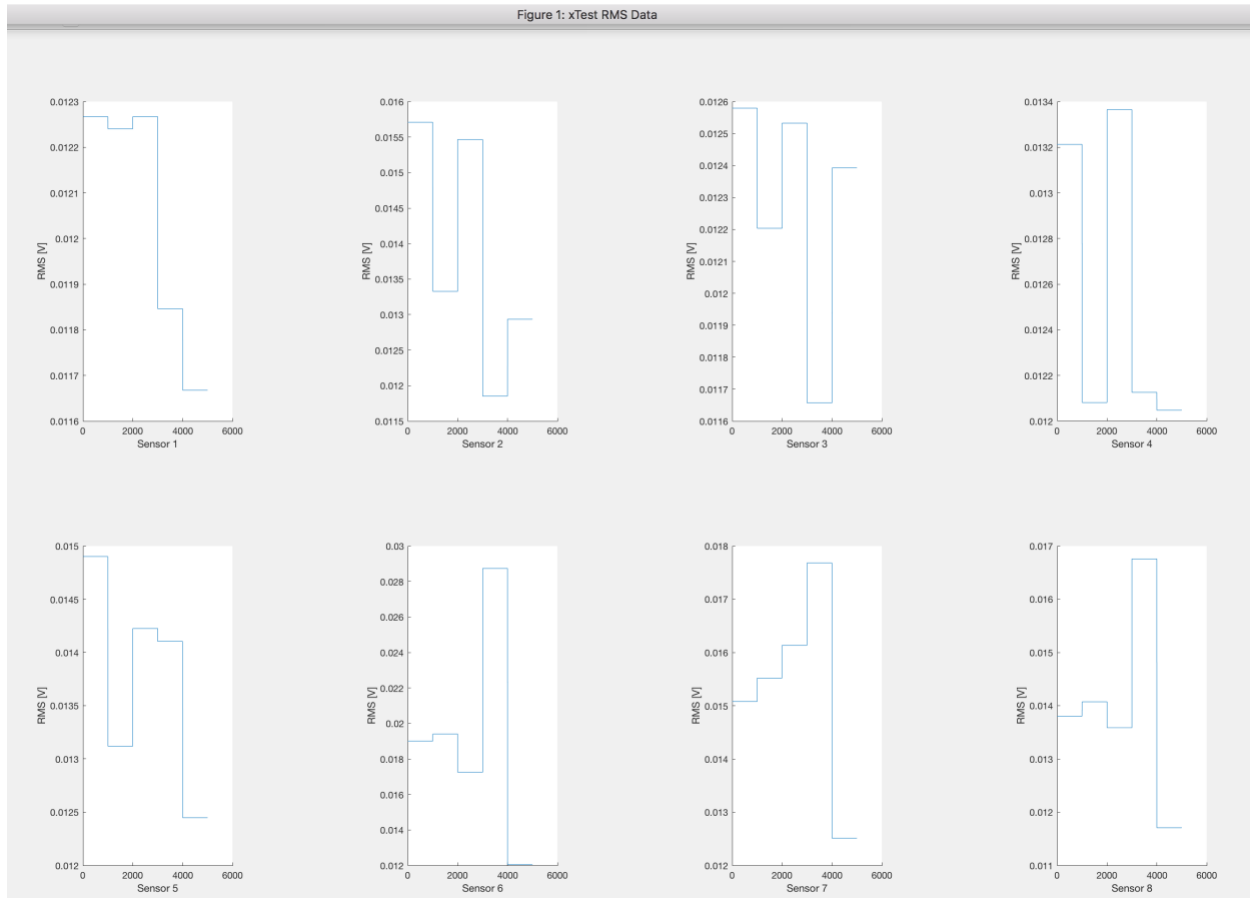 Figure 1: xTest RMS Data
0.0123
0.0122
0.0121
0.012
0.0119
0.0118
0.0117
0.0116
RMS [V]
0 2000 4000 6000
Sensor 1
0.016
0.0155
0.015
0.0145
0.014
0.0135
0.013
0.0125
0.012
0.0115
RMS [V]
0 2000 4000 6000
Sensor 2
0.0126
0.0125
0.0124
0.0123
0.0122
0.0121
0.012
0.0119
0.0118
0.0117
0.0116
RMS [V]
0 2000 4000 6000
Sensor 3
0.0134
0.0132
0.013
0.0128
0.0126
0.0124
0.0122
0.012
RMS [V]
0 2000 4000 6000
Sensor 4
0.015
0.0145
0.014
0.0135
0.013
0.0125
0.012
RMS [V]
0 2000 4000 6000
Sensor 5
0.03
0.028
0.026
0.024
0.022
0.02
0.018
0.016
0.014
0.012
RMS [V]
0 2000 4000 6000
Sensor 6
0.018
0.017
0.016
0.015
0.014
0.013
0.012
RMS [V]
0 2000 4000 6000
Sensor 7
0.017
0.016
0.015
0.014
0.013
0.012
0.011
RMS [V]
0 2000 4000 6000
Sensor 8